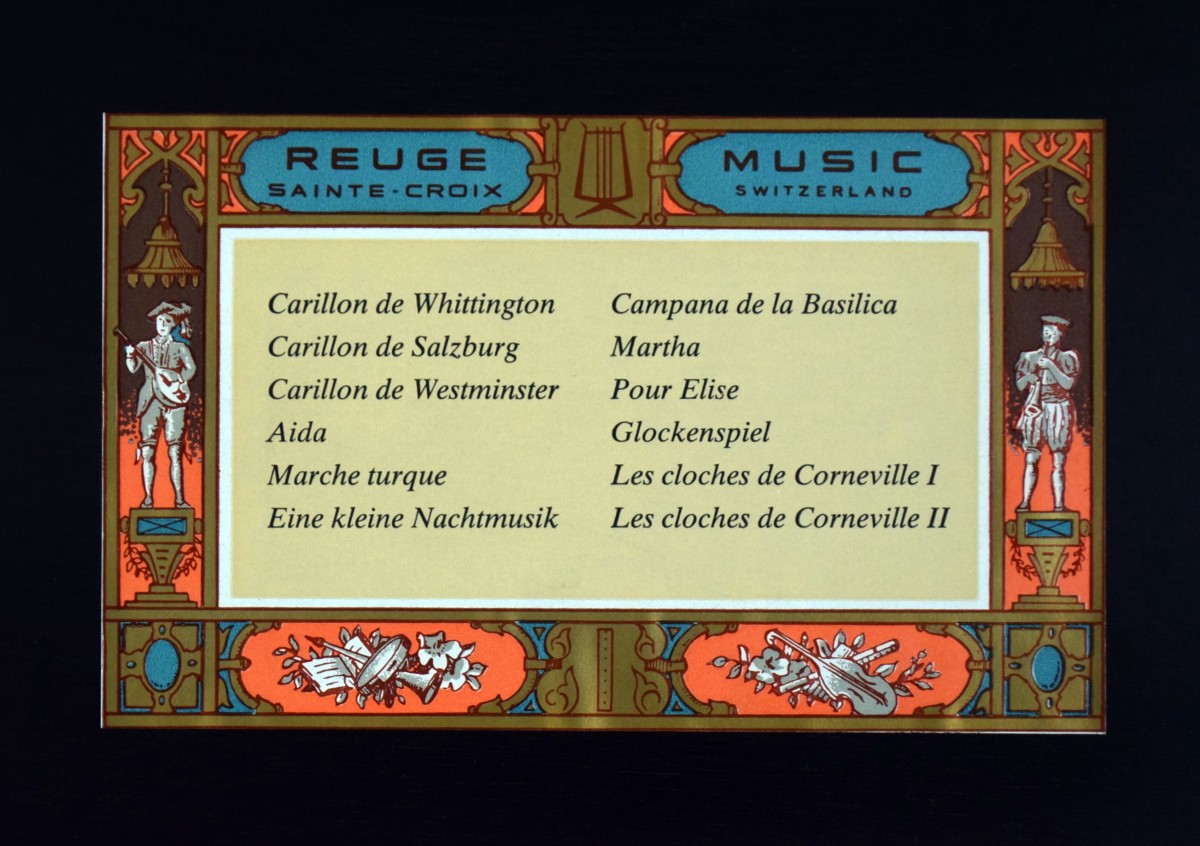 REUGE
SAINTE-CROIX
MUSIC
SWITZERLAND
Carillon de Whittington
Carillon de Salzburg
Carillon de Westminster
Aida
Marche turque
Eine kleine Nachtmusik
Campana de la Basilica
Martha
Pour Elise
Glockenspiel
Les cloches de Corneville I
Les cloches de Corneville II